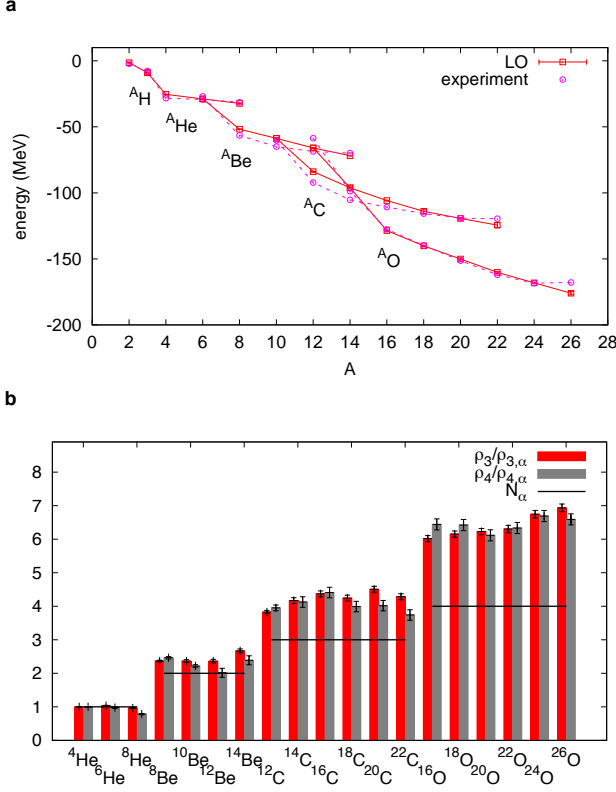 a
0
-50
-100
-150
-200
energy (MeV)
LO
experiment
ᴬH
ᴬHe
ᴬBe
ᴬC
ᴬO
0 2 4 6 8 10 12 14 16 18 20 22 24 26 28
A
b
8
7
6
5
4
3
2
1
0
ρ₃/ρ₃,α
ρ₄/ρ₄,α
Nα
⁴He ⁸He ¹⁰Be ¹⁴Be ¹⁴C ¹⁸C ²²C ¹⁸O ²²O ²⁶O
⁶He ⁸Be ¹²Be ¹²C ¹⁶C ²⁰C ¹⁶O ²⁰O ²⁴O